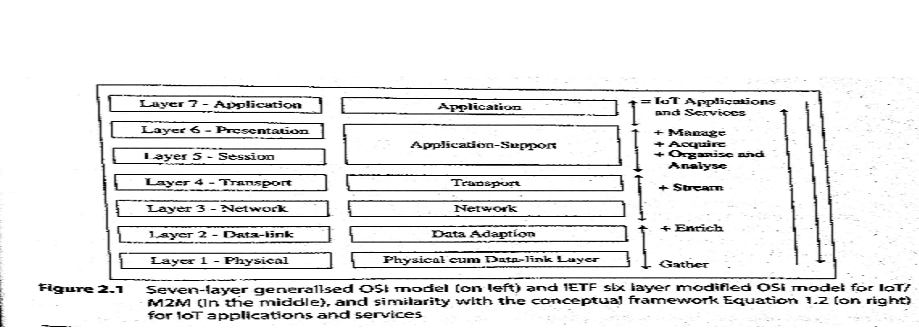 Layer 7 - Application
Application
= IoT Applications
and Services
Layer 6 - Presentation
Application-Support
+ Manage
+ Acquire
+ Organise and
Analyse
Layer 5 - Session
Layer 4 - Transport
Transport
+ Stream
Layer 3 - Network
Network
Layer 2 - Data-link
Data Adaption
+ Enrich
Layer 1 - Physical
Physical cum Data-link Layer
Gather
Figure 2.1 Seven-layer generalised OSI model (on left) and IETF six layer modified OSI model for IoT/
M2M (in the middle), and similarity with the conceptual framework Equation 1.2 (on right)
for IoT applications and services